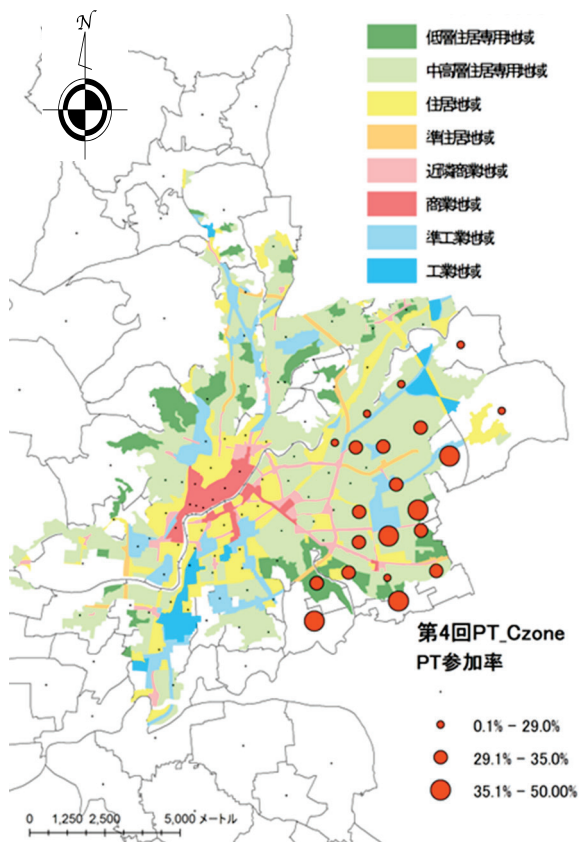 N
低層住居専用地域
中高層住居専用地域
住居地域
準住居地域
近隣商業地域
商業地域
準工業地域
工業地域
第4回PT_Czone
PT参加率
0.1% - 29.0%
29.1% - 35.0%
35.1% - 50.00%
0 1,250 2,500 5,000 メートル